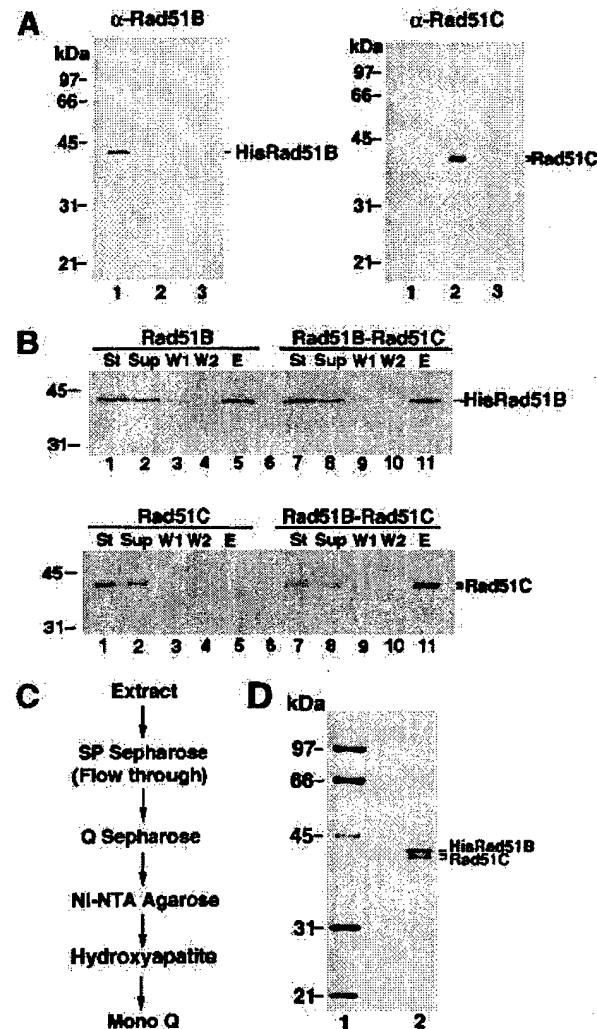 A
α-Rad51B
kDa
97-
66-
45-
31-
21-
HisRad51B
1 2 3
α-Rad51C
kDa
97-
66-
45-
31-
21-
Rad51C
1 2 3
B
Rad51B Rad51B-Rad51C
St Sup W1 W2 E St Sup W1 W2 E
45-
31-
HisRad51B
1 2 3 4 5 6 7 8 9 10 11
Rad51C Rad51B-Rad51C
St Sup W1 W2 E St Sup W1 W2 E
45-
31-
Rad51C
1 2 3 4 5 6 7 8 9 10 11
C
Extract
SP Sepharose
(Flow through)
Q Sepharose
Ni-NTA Agarose
Hydroxyapatite
Mono Q
D
kDa
97-
66-
45-
31-
21-
HisRad51B
Rad51C
1 2